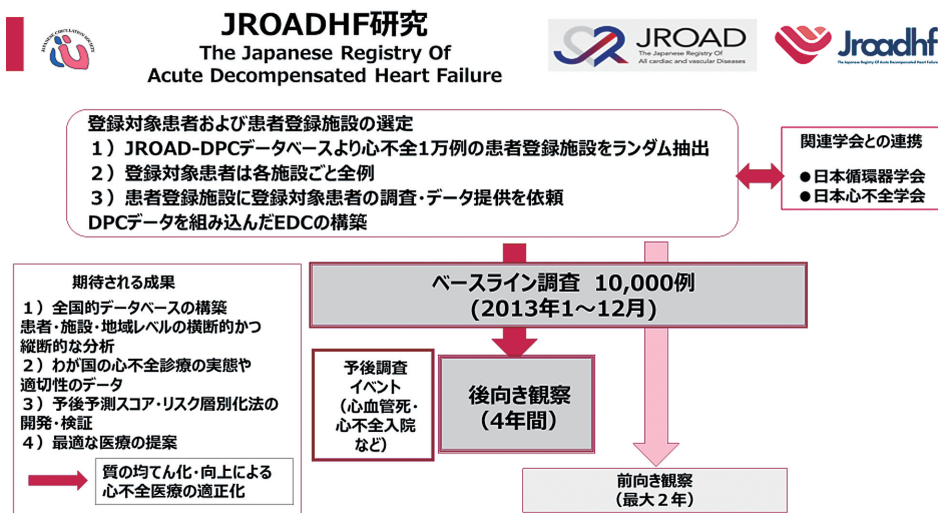 JROADHF研究
The Japanese Registry Of
Acute Decompensated Heart Failure
JAPANESE CIRCULATION SOCIETY
JROAD
The Japanese Registry Of
All cardiac and vascular Diseases
Jroadhf
The Japanese Registry Of Acute Decompensated Heart Failure
登録対象患者および患者登録施設の選定
1）JROAD-DPCデータベースより心不全1万例の患者登録施設をランダム抽出
2）登録対象患者は各施設ごと全例
3）患者登録施設に登録対象患者の調査・データ提供を依頼
DPCデータを組み込んだEDCの構築
関連学会との連携
●日本循環器学会
●日本心不全学会
ベースライン調査 10,000例
(2013年1～12月)
期待される成果
1）全国的データベースの構築
患者・施設・地域レベルの横断的かつ
縦断的な分析
2）わが国の心不全診療の実態や
適切性のデータ
3）予後予測スコア・リスク層別化法の
開発・検証
4）最適な医療の提案
質の均てん化・向上による
心不全医療の適正化
予後調査
イベント
（心血管死・
心不全入院
など）
後向き観察
（4年間）
前向き観察
（最大２年）